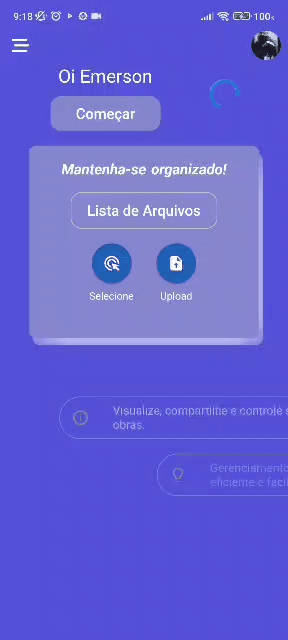 9:18
100
Oi Emerson
Começar
Mantenha-se organizado!
Lista de Arquivos
Selecione
Upload
Visualize, compartilhe e controle s
obras.
Gerenciamento
eficiente e fácil